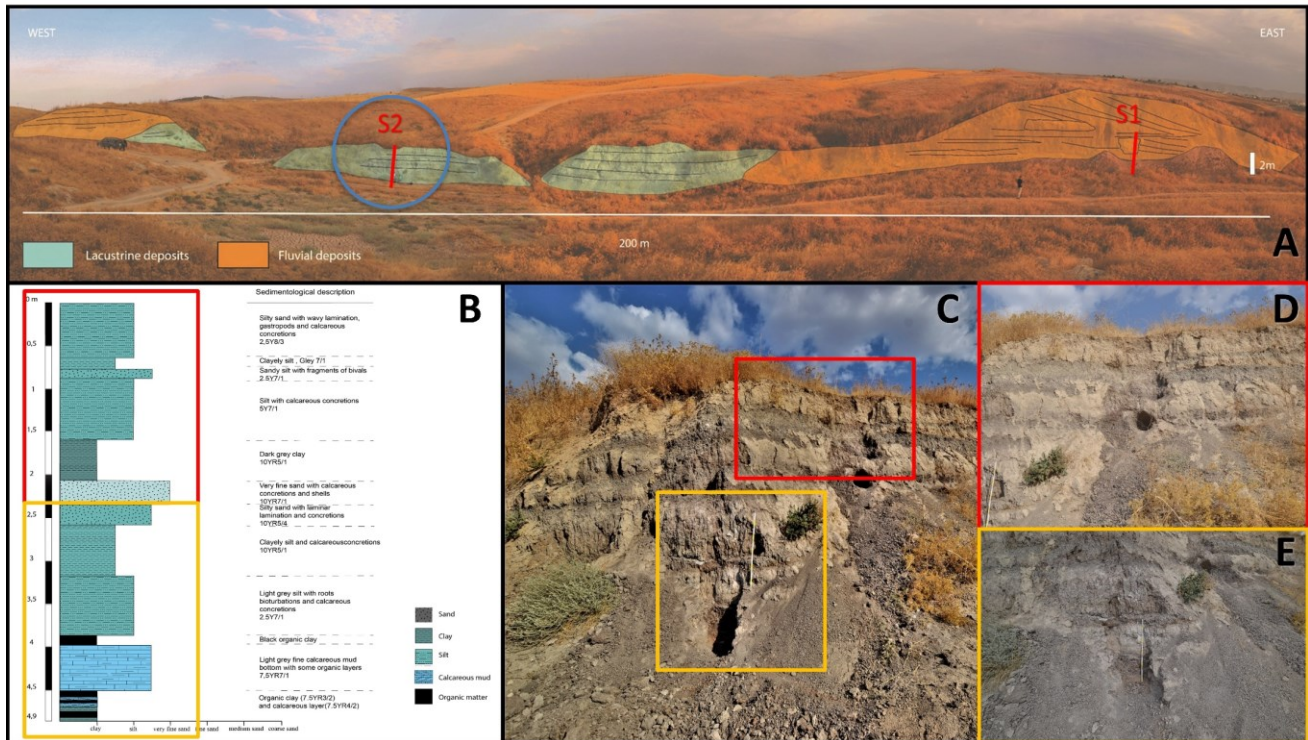 WEST
EAST
S2
S1
2m
200 m
Lacustrine deposits
Fluvial deposits
A
B
0 m
0,5
1
1,5
2
2,5
3
3,5
4
4,5
4,9
clay
silt
very fine sand
fine sand
medium sand
coarse sand
Sedimentological description
Silty sand with wavy lamination,
gastropods and calcareous
concretions
2,5Y8/3
Clayely silt , Gley 7/1
Sandy silt with fragments of bivals
2.5Y7/1
Silt with calcareous concretions
5Y7/1
Dark grey clay
10YR5/1
Very fine sand with calcareous
concretions and shells
10YR7/1
Silty sand with laminar
lamination and concretions
10YR5/4
Clayely silt and calcareousconcretions
10YR5/1
Light grey silt with roots
bioturbations and calcareous
concretions
2.5Y7/1
Black organic clay
Light grey fine calcareous mud
bottom with some organic layers
7,5YR7/1
Organic clay (7.5YR3/2)
and calcareous layer(7.5YR4/2)
Sand
Clay
Silt
Calcareous mud
Organic matter
C
D
E